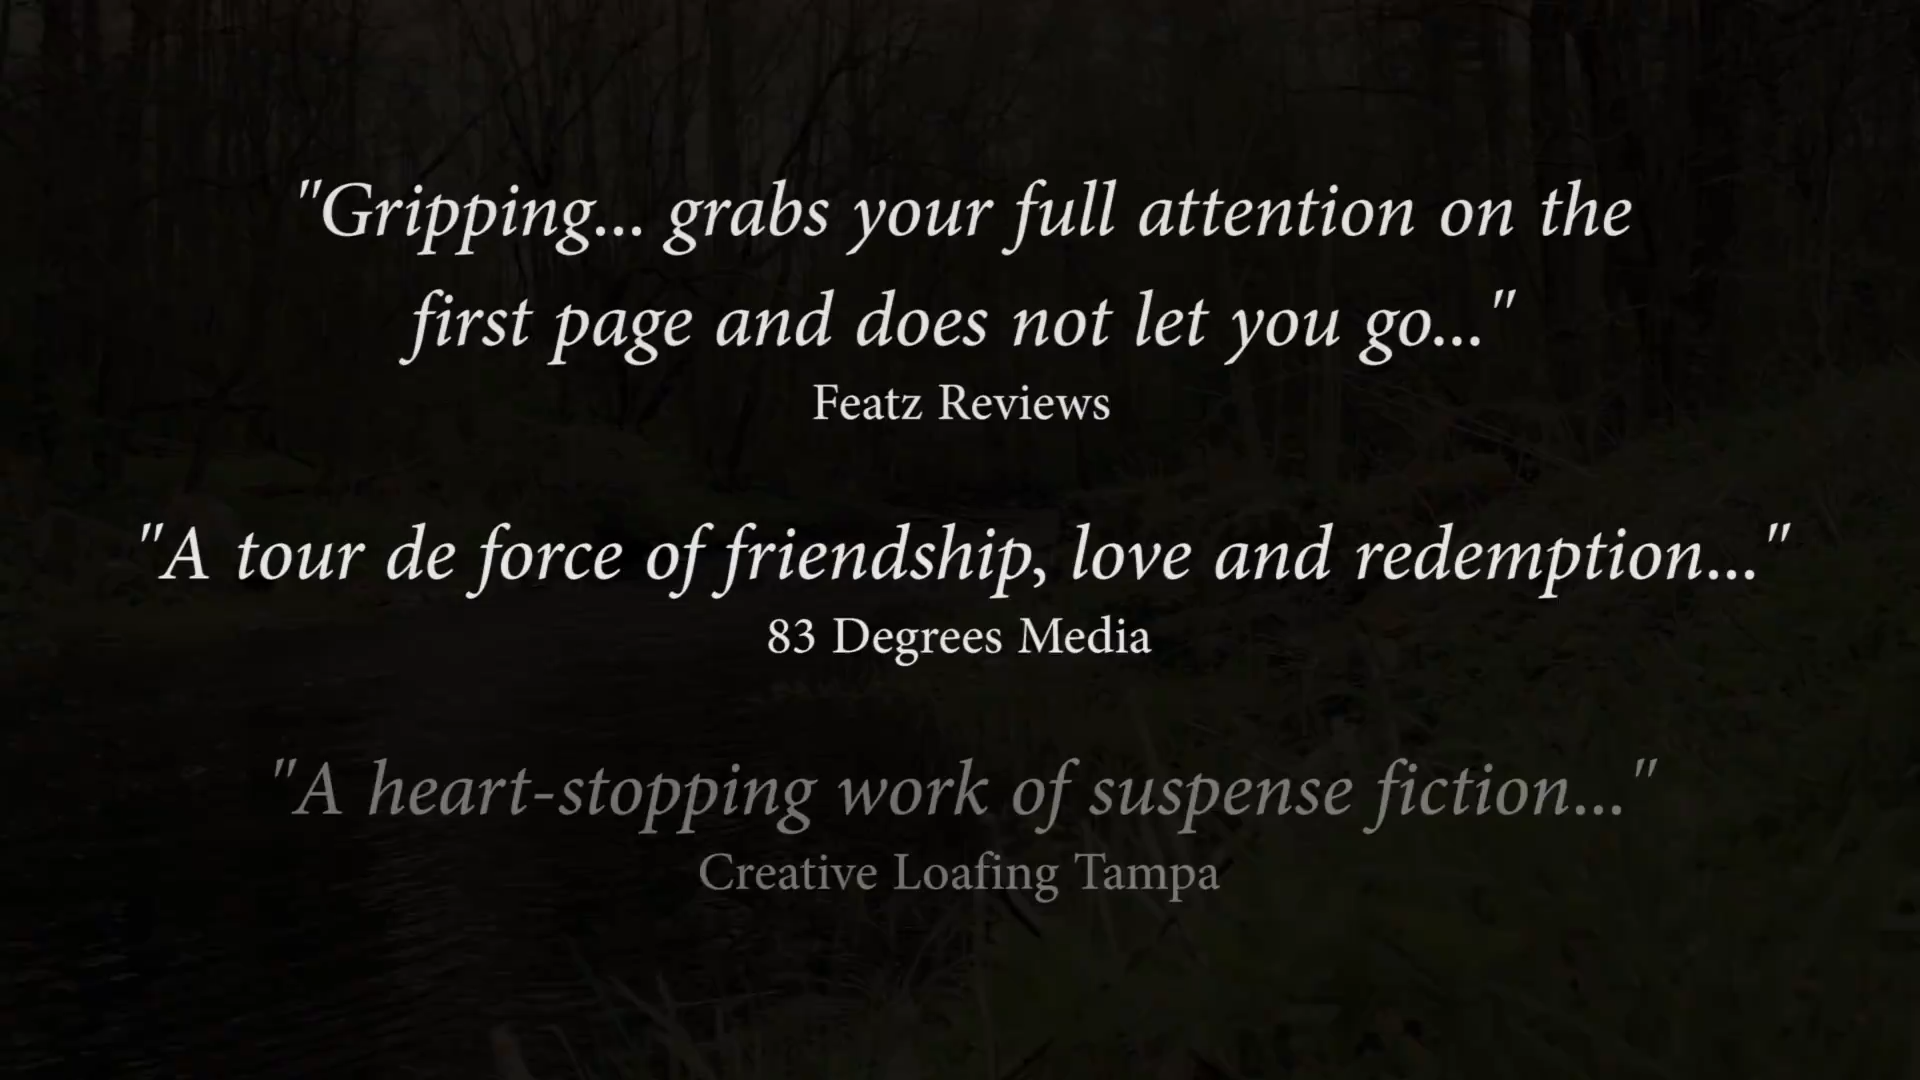 "Gripping... grabs your full attention on the
first page and does not let you go..."
Featz Reviews
"A tour de force of friendship, love and redemption..."
83 Degrees Media
"A heart-stopping work of suspense fiction..."
Creative Loafing Tampa